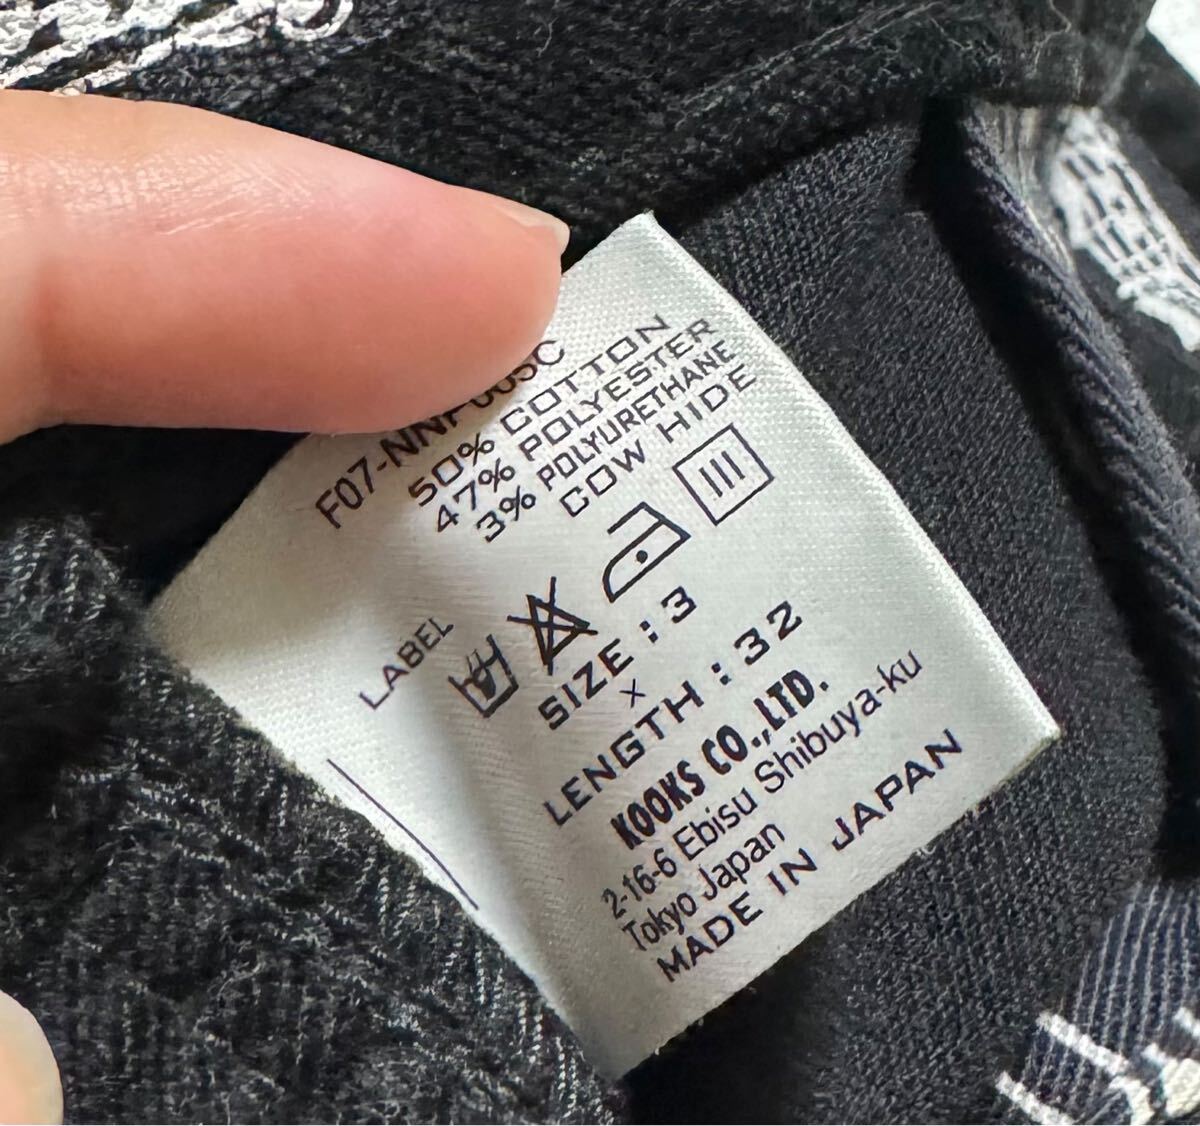 50% COTTON
47% POLYESTER
3% POLYURETHANE
COW HIDE
LABEL
SIZE : 3
×
LENGTH : 32
KOOKS CO.,LTD.
2-16-6 Ebisu Shibuya-ku
Tokyo Japan
MADE IN JAPAN